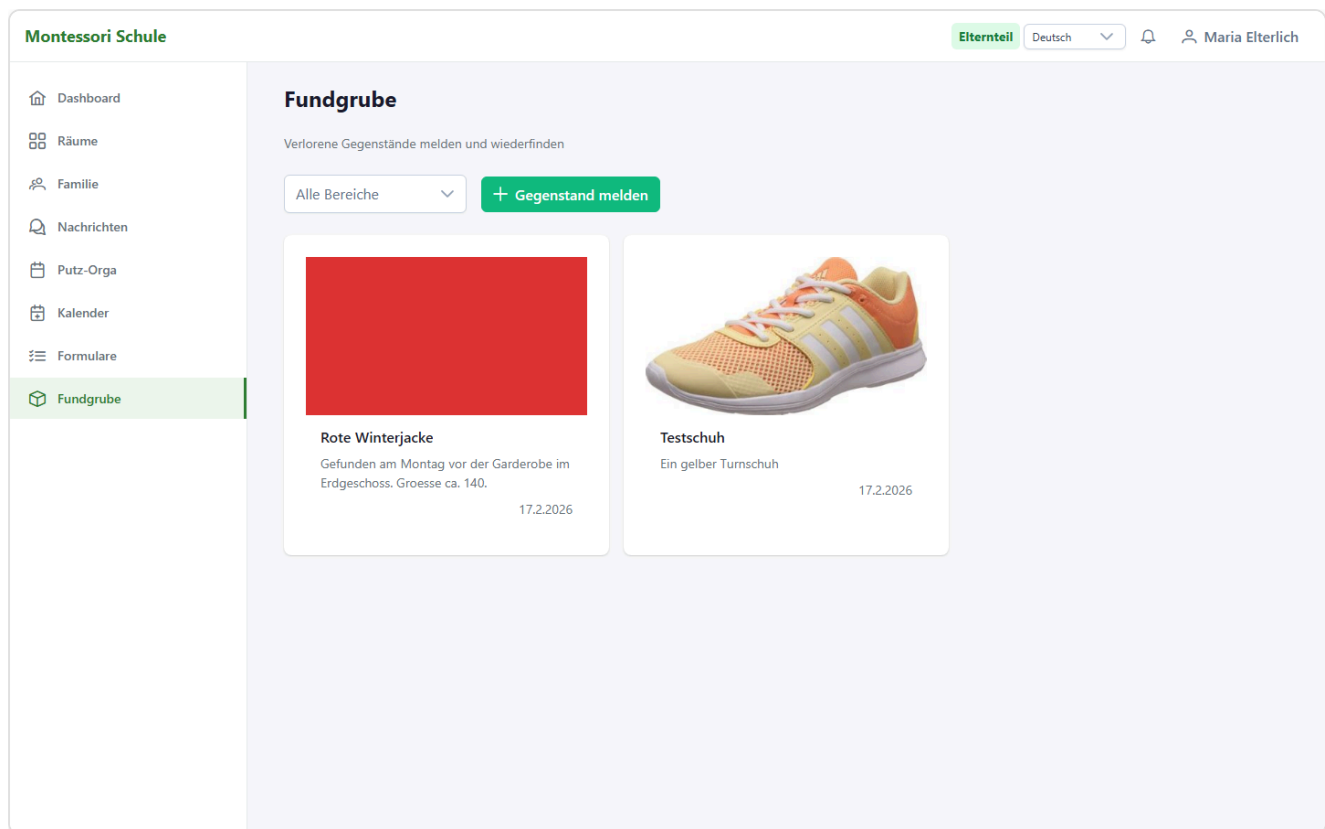 Montessori Schule
Elternteil
Deutsch
Maria Elterlich
Dashboard
Räume
Familie
Nachrichten
Putz-Orga
Kalender
Formulare
Fundgrube
Fundgrube
Verlorene Gegenstände melden und wiederfinden
Alle Bereiche
+ Gegenstand melden
Rote Winterjacke
Gefunden am Montag vor der Garderobe im
Erdgeschoss. Groesse ca. 140.
17.2.2026
Testschuh
Ein gelber Turnschuh
17.2.2026